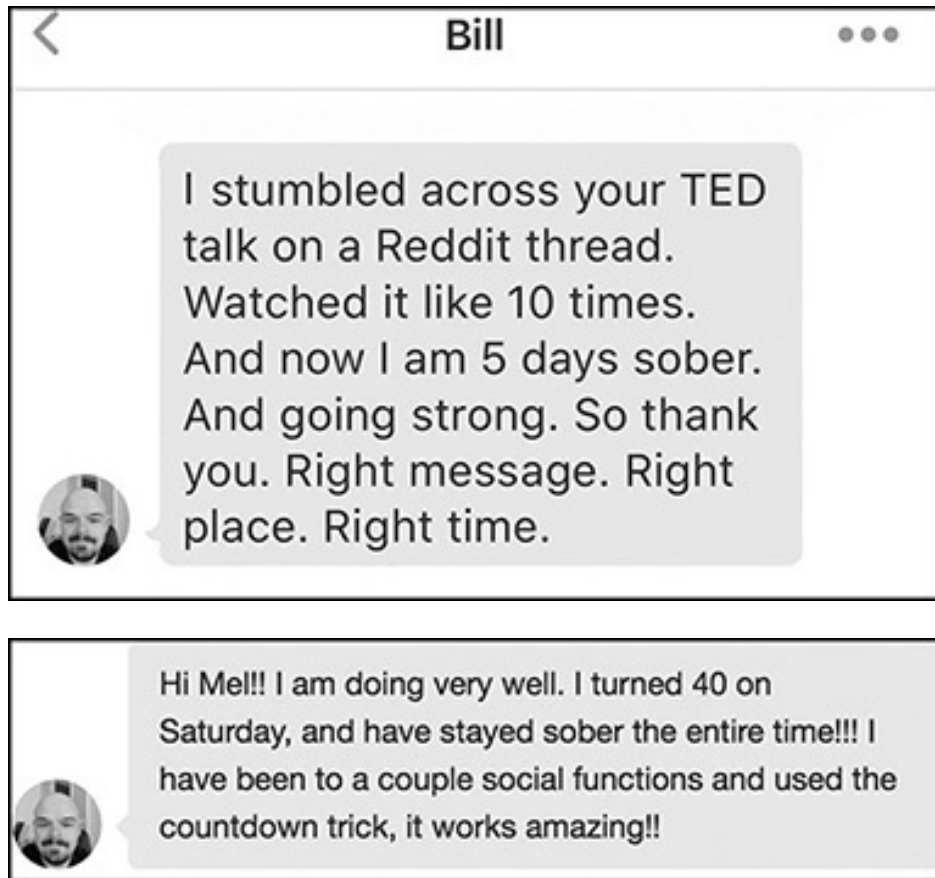 Bill
I stumbled across your TED
talk on a Reddit thread.
Watched it like 10 times.
And now I am 5 days sober.
And going strong. So thank
you. Right message. Right
place. Right time.
Hi Mel!! I am doing very well. I turned 40 on
Saturday, and have stayed sober the entire time!!! I
have been to a couple social functions and used the
countdown trick, it works amazing!!